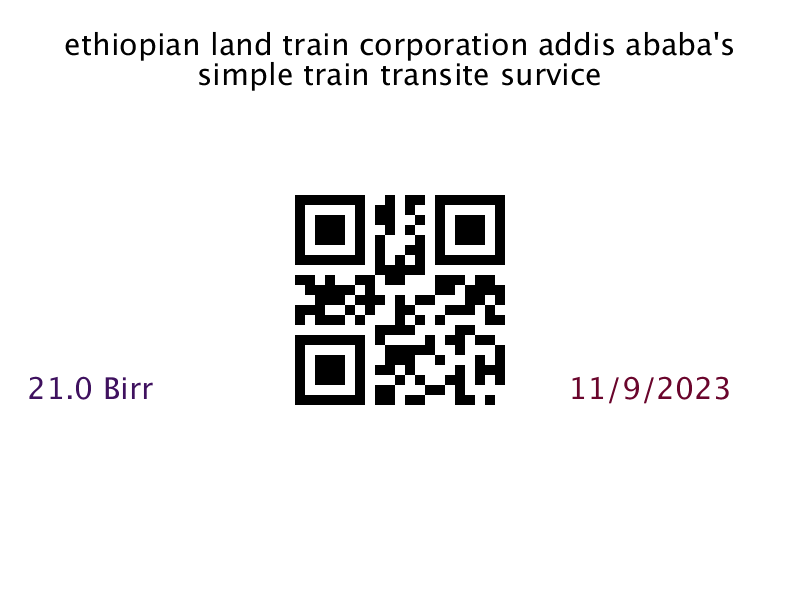 ethiopian land train corporation addis ababa's
simple train transite survice
21.0 Birr
11/9/2023